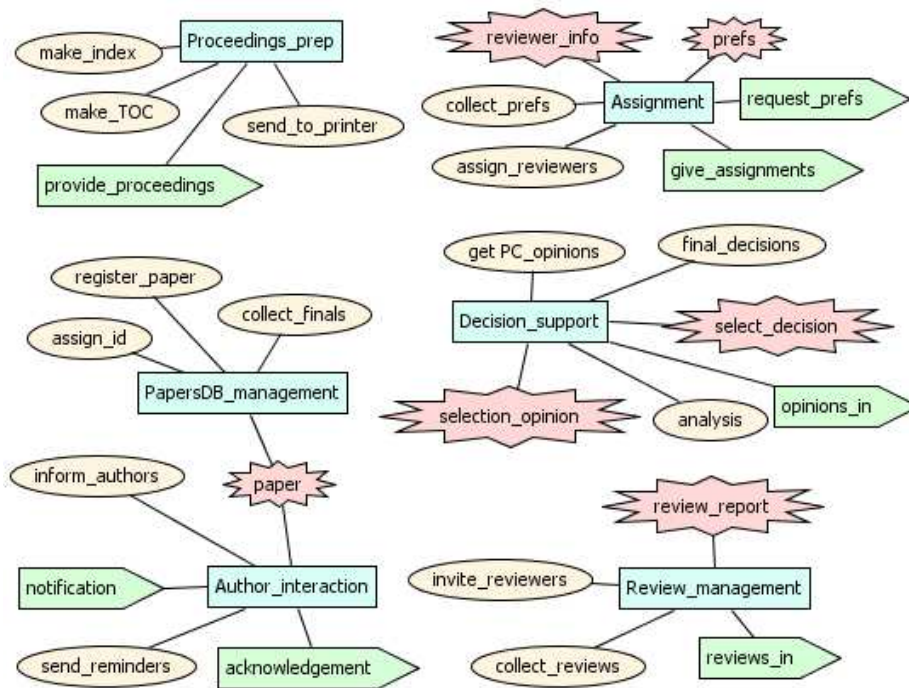 Proceedings_prep
make_index
make_TOC
send_to_printer
provide_proceedings
reviewer_info
prefs
collect_prefs
Assignment
request_prefs
assign_reviewers
give_assignments
register_paper
collect_finals
assign_id
PapersDB_management
get PC_opinions
final_decisions
Decision_support
select_decision
selection_opinion
analysis
opinions_in
inform_authors
paper
notification
Author_interaction
send_reminders
acknowledgement
review_report
invite_reviewers
Review_management
collect_reviews
reviews_in